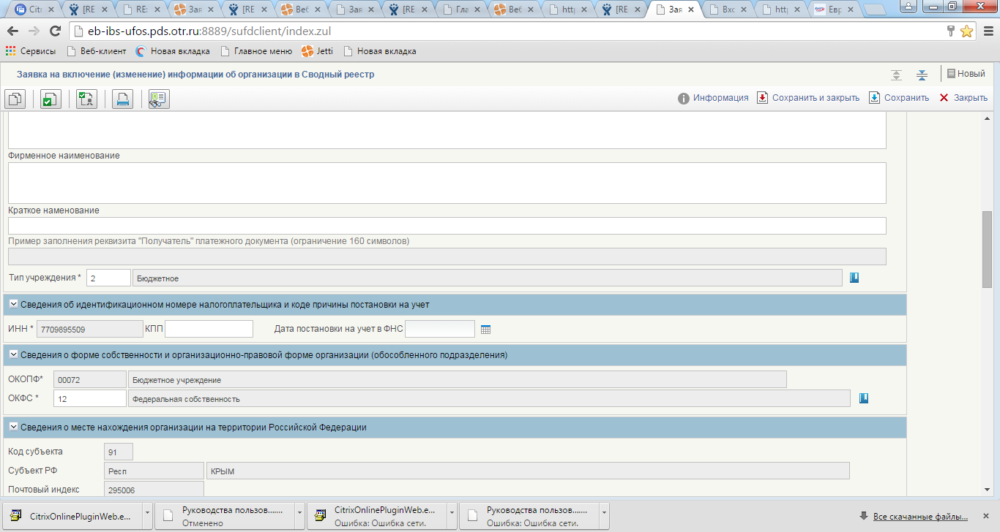 Citr [RE RE: Зая [RE Веб Зая [RE Гла Веб http [RE Зая Вхо http Евр
eb-ibs-ufos.pds.otr.ru:8889/sufdclient/index.zul
Сервисы Веб-клиент Новая вкладка Главное меню Jetti Новая вкладка
Заявка на включение (изменение) информации об организации в Сводный реестр Новый
Информация Сохранить и закрыть Сохранить Закрыть
Фирменное наименование
Краткое наменование
Пример заполнения реквизита "Получатель" платежного документа (ограничение 160 символов)
Тип учреждения * 2 Бюджетное
Сведения об идентификационном номере налогоплательщика и коде причины постановки на учет
ИНН * 7709895509 КПП Дата постановки на учет в ФНС
Сведения о форме собственности и организационно-правовой форме организации (обособленного подразделения)
ОКОПФ* 00072 Бюджетное учреждение
ОКФС * 12 Федеральная собственность
Сведения о месте нахождения организации на территории Российской Федерации
Код субъекта 91
Субъект РФ Респ КРЫМ
Почтовый индекс 295006
CitrixOnlinePluginWeb.e... Руководства пользов....... Отменено CitrixOnlinePluginWeb.e... Ошибка: Ошибка сети. Руководства пользов....... Ошибка: Ошибка сети. Все скачанные файлы...